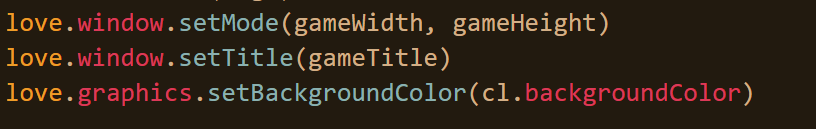 love.window.setMode(gameWidth, gameHeight)
love.window.setTitle(gameTitle)
love.graphics.setBackgroundColor(cl.backgroundColor)